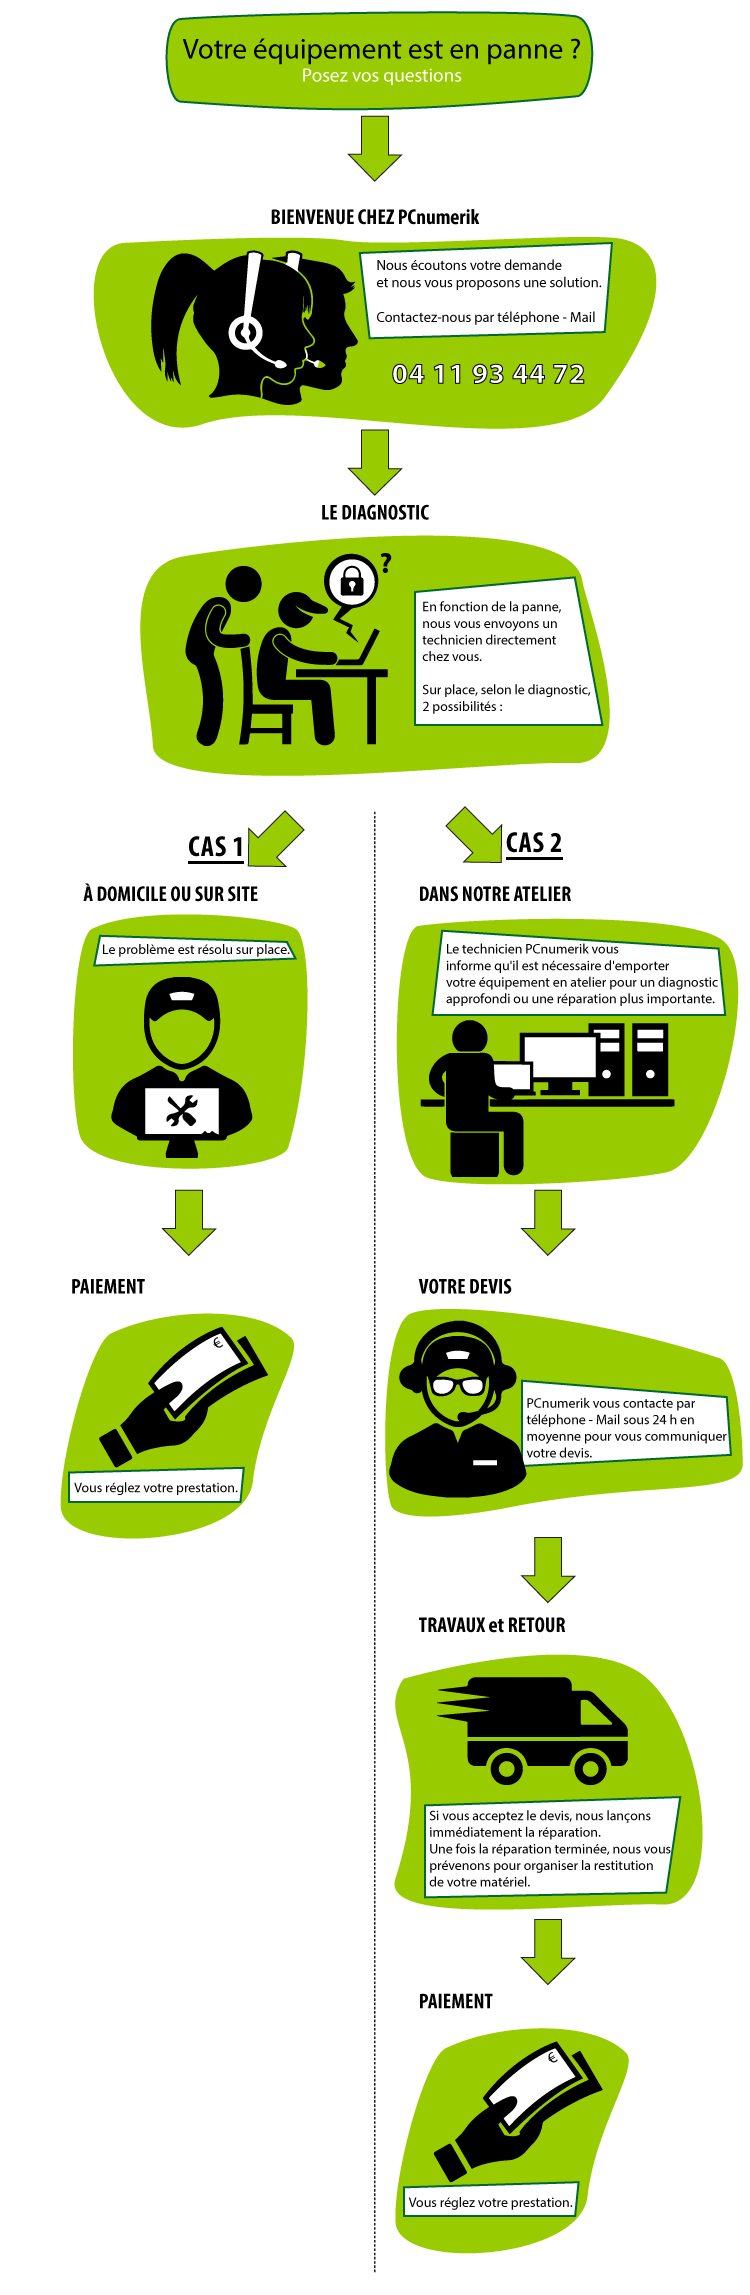 Votre équipement est en panne ?
Posez vos questions
BIENVENUE CHEZ PCnumerik
Nous écoutons votre demande
et nous vous proposons une solution.
Contactez-nous par téléphone - Mail
04 11 93 44 72
LE DIAGNOSTIC
?
En fonction de la panne,
nous vous envoyons un
technicien directement
chez vous.
Sur place, selon le diagnostic,
2 possibilités :
CAS 1
À DOMICILE OU SUR SITE
Le problème est résolu sur place.
PAIEMENT
€
Vous réglez votre prestation.
CAS 2
DANS NOTRE ATELIER
Le technicien PCnumerik vous
informe qu'il est nécessaire d'emporter
votre équipement en atelier pour un diagnostic
approfondi ou une réparation plus importante.
VOTRE DEVIS
PCnumerik vous contacte par
téléphone - Mail sous 24 h en
moyenne pour vous communiquer
votre devis.
TRAVAUX et RETOUR
Si vous acceptez le devis, nous lançons
immédiatement la réparation.
Une fois la réparation terminée, nous vous
prévenons pour organiser la restitution
de votre matériel.
PAIEMENT
€
Vous réglez votre prestation.